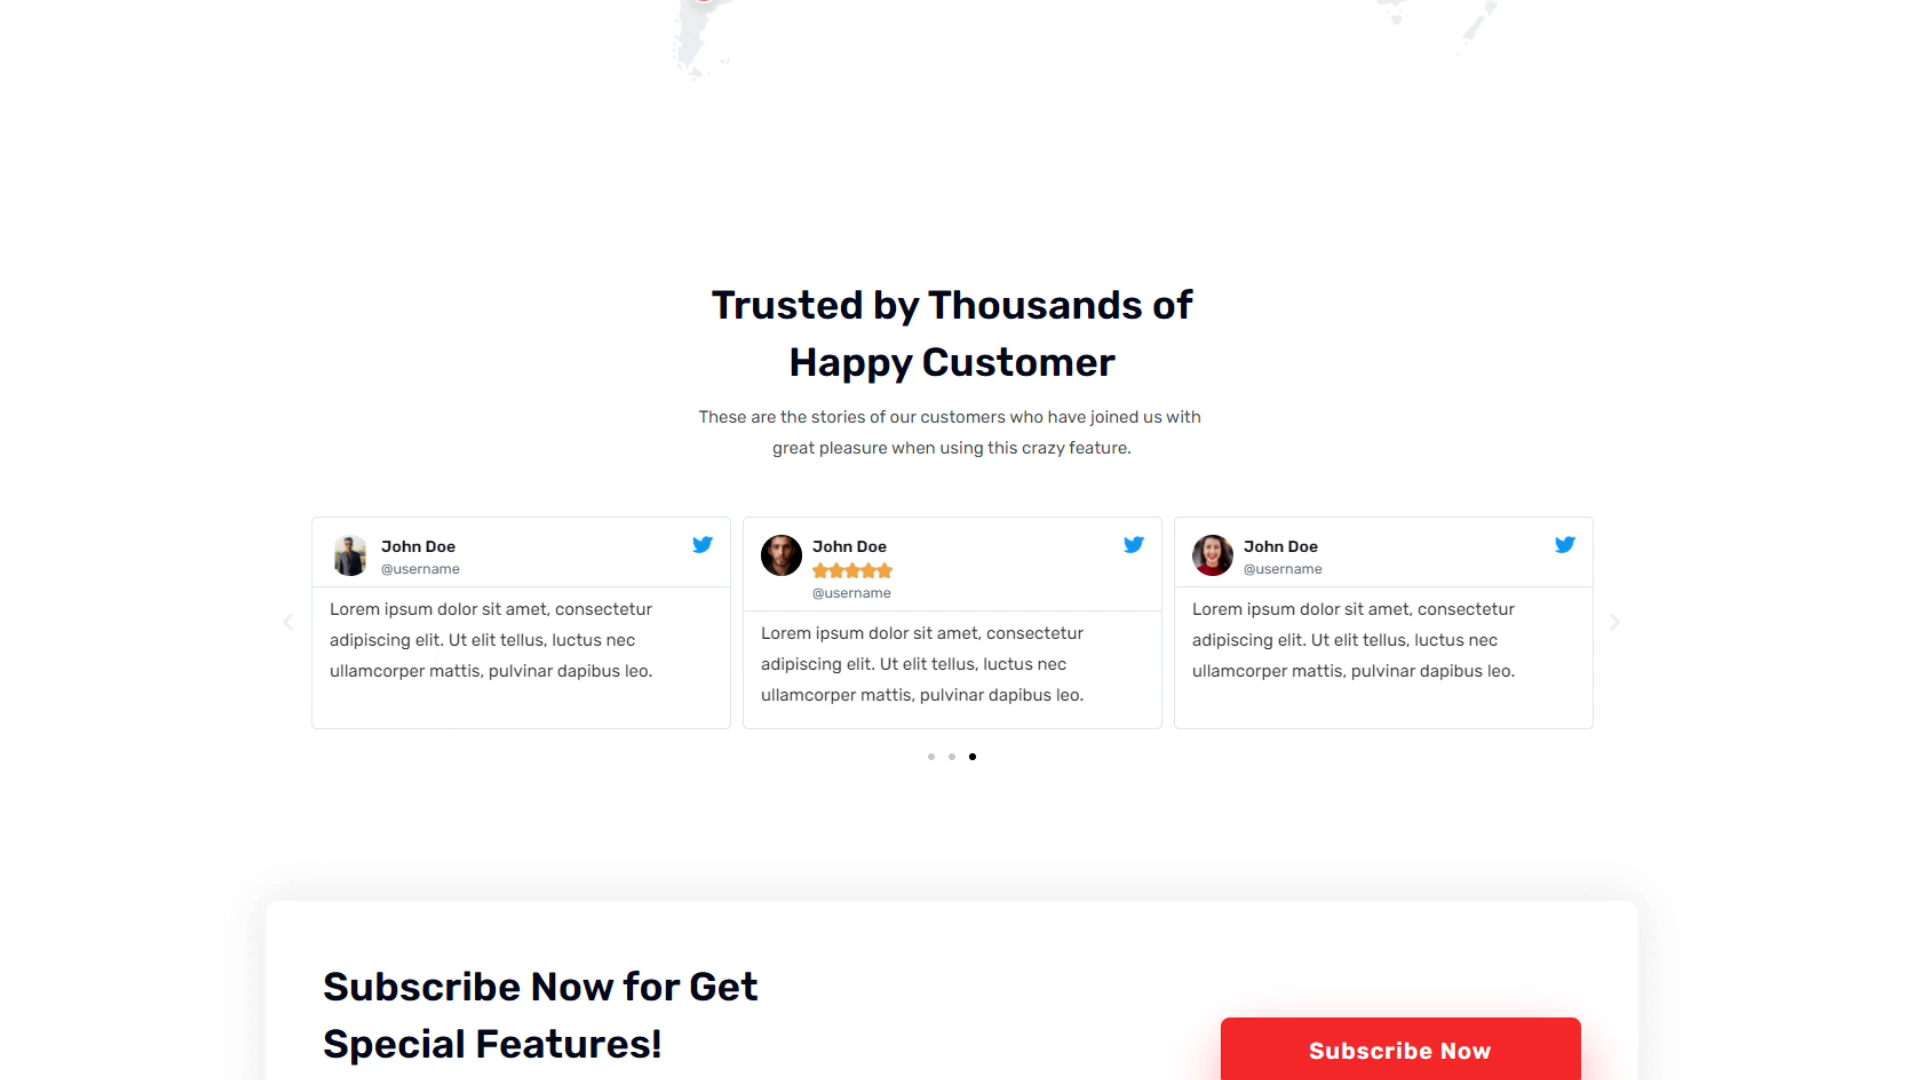 Trusted by Thousands of
Happy Customer
These are the stories of our customers who have joined us with
great pleasure when using this crazy feature.
John Doe
@username
Lorem ipsum dolor sit amet, consectetur
adipiscing elit. Ut elit tellus, luctus nec
ullamcorper mattis, pulvinar dapibus leo.
John Doe
@username
Lorem ipsum dolor sit amet, consectetur
adipiscing elit. Ut elit tellus, luctus nec
ullamcorper mattis, pulvinar dapibus leo.
John Doe
@username
Lorem ipsum dolor sit amet, consectetur
adipiscing elit. Ut elit tellus, luctus nec
ullamcorper mattis, pulvinar dapibus leo.
Subscribe Now for Get
Special Features!
Subscribe Now